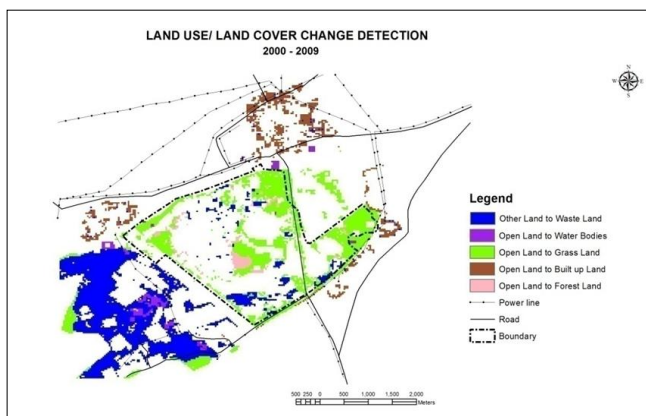 LAND USE/ LAND COVER CHANGE DETECTION
2000 - 2009
N
W E
S
Legend
Other Land to Waste Land
Open Land to Water Bodies
Open Land to Grass Land
Open Land to Built up Land
Open Land to Forest Land
Power line
Road
Boundary
500 250 0 500 1,000 1,500 2,000
Meters